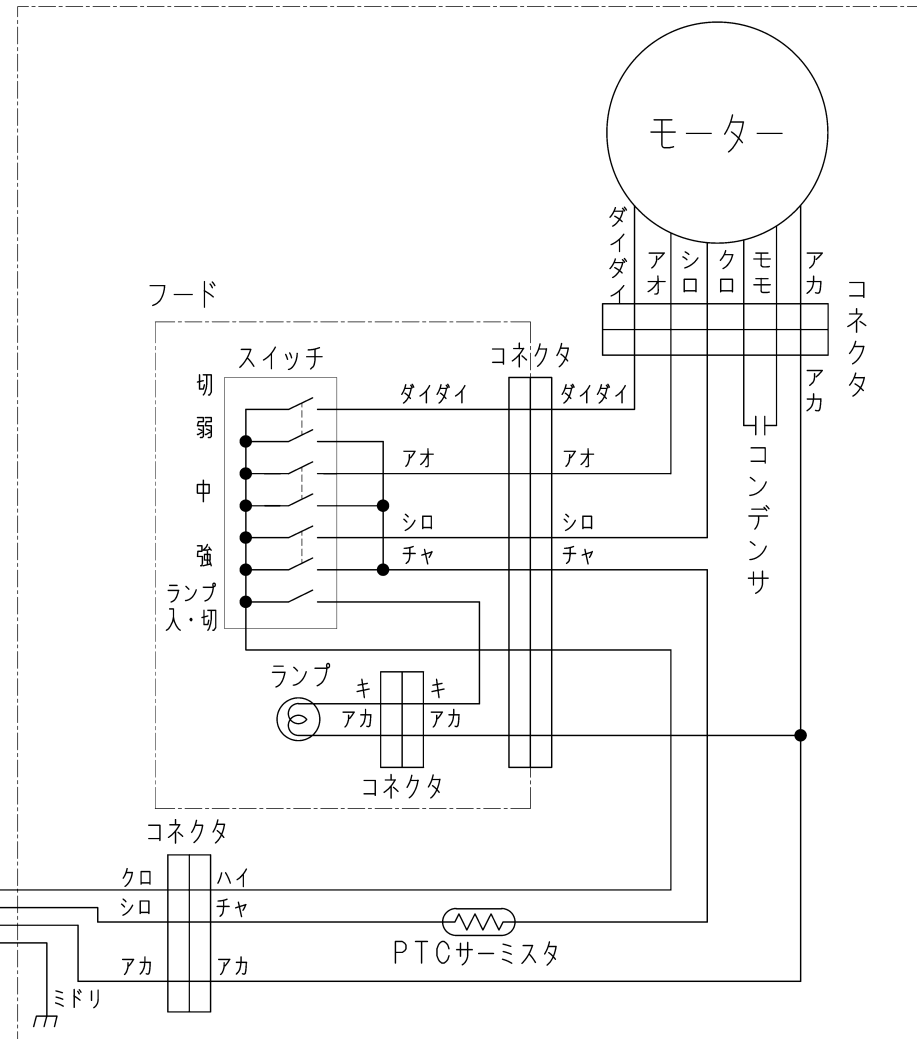 モーター
ダイダイ
アオ
シロ
クロ
モモ
アカ
コネクタ
フード
スイッチ
コネクタ
切
ダイダイ
ダイダイ
アカ
弱
アオ
アオ
コンデンサ
中
シロ
シロ
強
チャ
チャ
ランプ
入・切
ランプ
キ
キ
アカ
アカ
コネクタ
コネクタ
クロ
ハイ
シロ
チャ
PTCサーミスタ
アカ
アカ
ミドリ